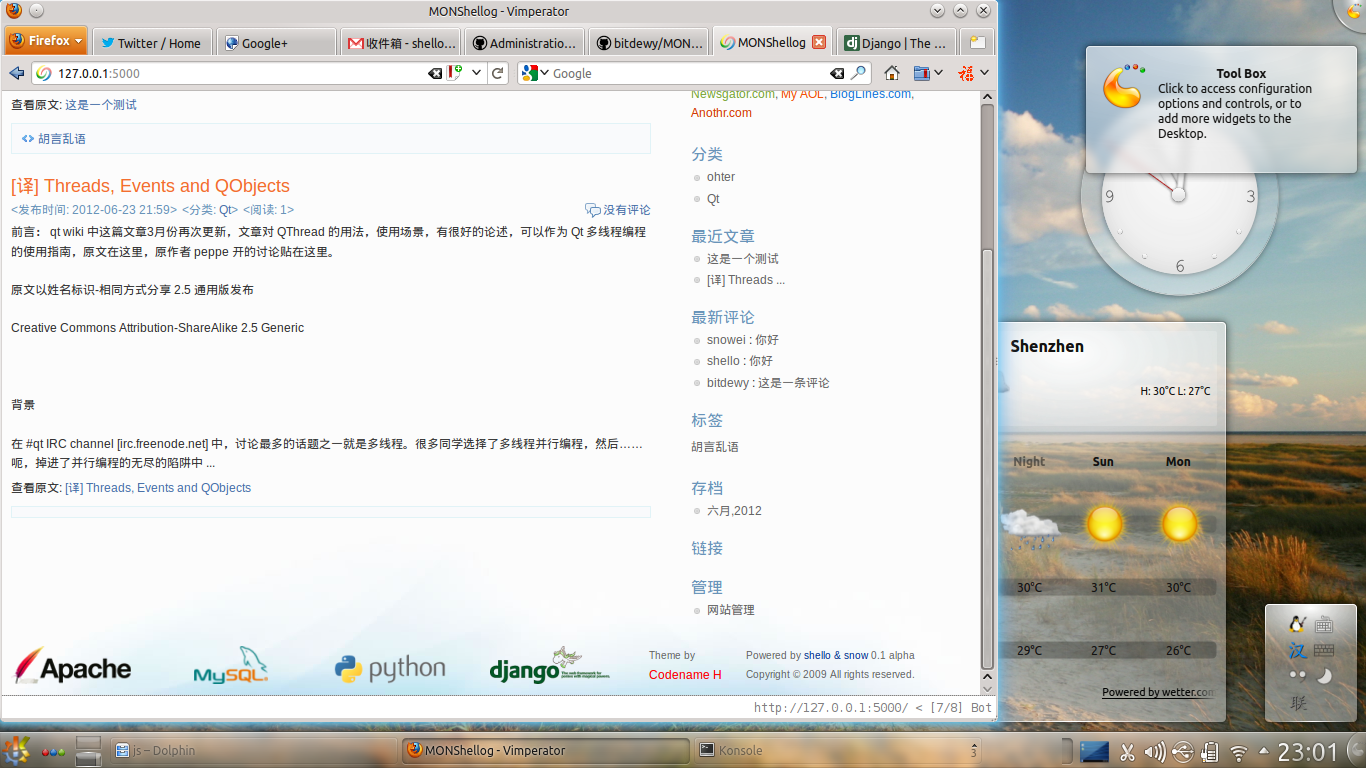 MONShellog - Vimperator
Firefox
Twitter / Home
Google+
收件箱 - shello...
Administratio...
bitdewy/MON...
MONShellog
Django | The ...
127.0.0.1:5000
Google
查看原文: 这是一个测试
胡言乱语
[译] Threads, Events and QObjects
<发布时间: 2012-06-23 21:59> <分类: Qt> <阅读: 1>
没有评论
前言： qt wiki 中这篇文章3月份再次更新，文章对 QThread 的用法，使用场景，有很好的论述，可以作为 Qt 多线程编程
的使用指南，原文在这里，原作者 peppe 开的讨论贴在这里。
原文以姓名标识-相同方式分享 2.5 通用版发布
Creative Commons Attribution-ShareAlike 2.5 Generic
背景
在 #qt IRC channel [irc.freenode.net] 中，讨论最多的话题之一就是多线程。很多同学选择了多线程并行编程，然后……
呃，掉进了并行编程的无尽的陷阱中 ...
查看原文: [译] Threads, Events and QObjects
Newsgator.com, My AOL, BlogLines.com,
Anothr.com
分类
ohter
Qt
最近文章
这是一个测试
[译] Threads ...
最新评论
snowei : 你好
shello : 你好
bitdewy : 这是一条评论
标签
胡言乱语
存档
六月,2012
链接
管理
网站管理
Apache
MySQL
python
django
Theme by
Codename H
Powered by shello & snow 0.1 alpha
Copyright © 2009 All rights reserved.
http://127.0.0.1:5000/ < [7/8] Bot
Tool Box
Click to access configuration
options and controls, or to
add more widgets to the
Desktop.
9
3
6
Shenzhen
H: 30°C L: 27°C
Night Sun Mon
30°C 31°C 30°C
29°C 27°C 26°C
Powered by wetter.com
汉
联
js – Dolphin
MONShellog - Vimperator
Konsole
3
23:01